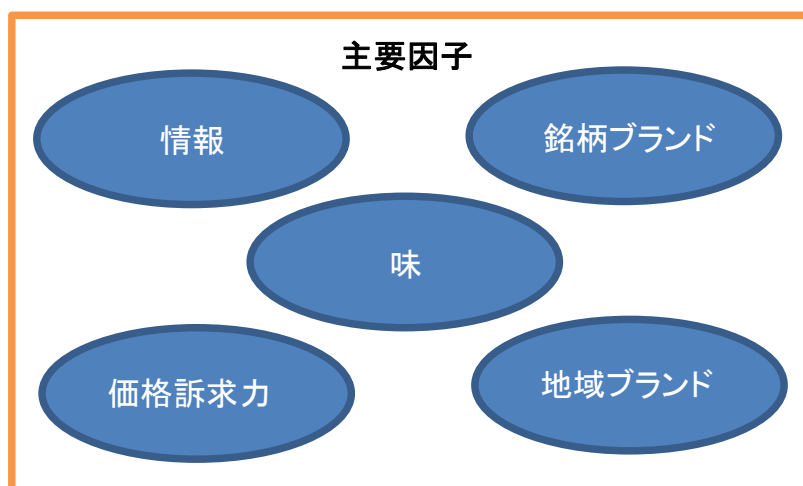 主要因子
情報
銘柄ブランド
味
価格訴求力
地域ブランド